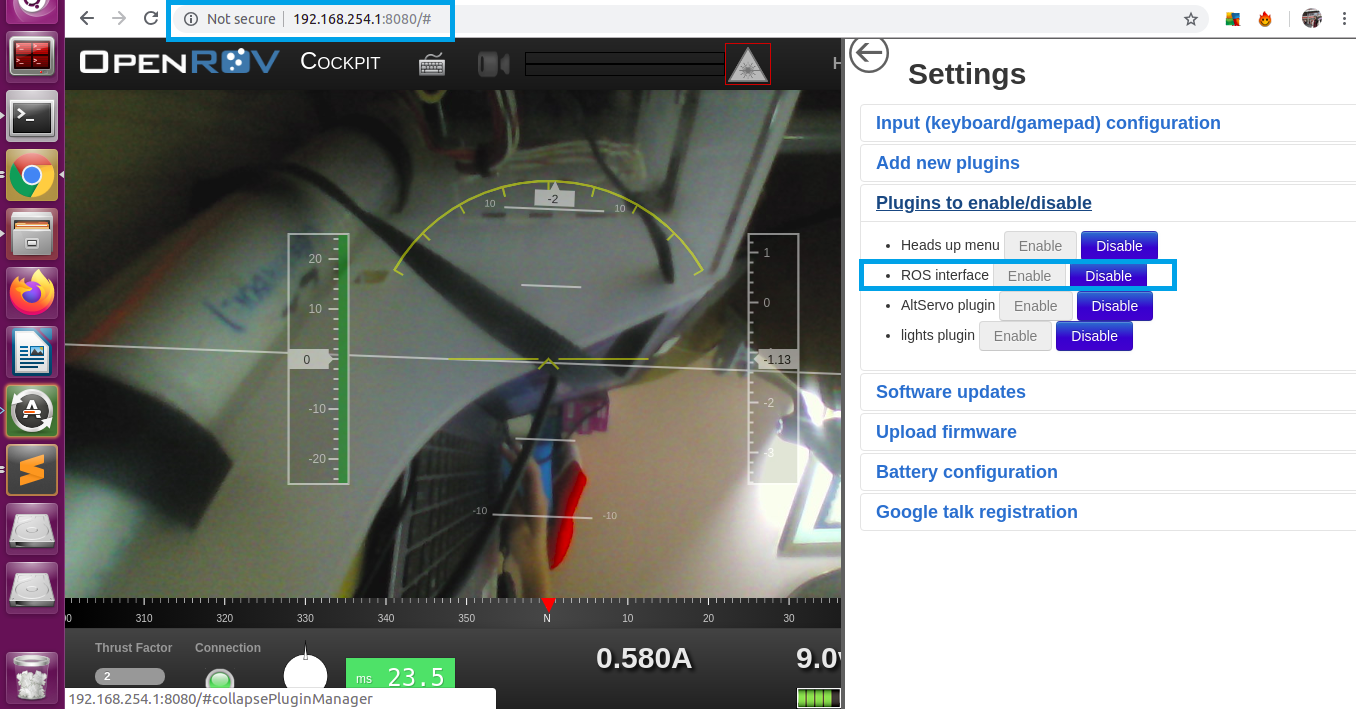 Not secure 192.168.254.1:8080/#
OPENROV COCKPIT
Settings
Input (keyboard/gamepad) configuration
Add new plugins
Plugins to enable/disable
Heads up menu Enable Disable
ROS interface Enable Disable
AltServo plugin Enable Disable
lights plugin Enable Disable
Software updates
Upload firmware
Battery configuration
Google talk registration
-2
10 10
20
10
0
-10
-20
1
0
-1.13
-2
-3
-10 -10
310 320 330 340 350 N 10 20 30
Thrust Factor Connection
2
ms 23.5
0.580A
9.0
192.168.254.1:8080/#collapsePluginManager